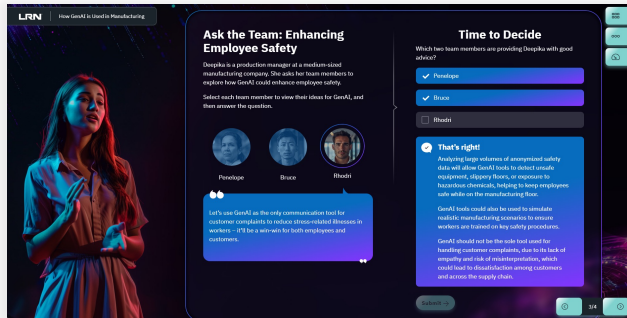 LRN
How GenAI is Used in Manufacturing
Ask the Team: Enhancing
Employee Safety
Deepika is a production manager at a medium-sized
manufacturing company. She asks her team members to
explore how GenAI could enhance employee safety.
Select each team member to view their ideas for GenAI, and
then answer the question.
Penelope
Bruce
Rhodri
Let's use GenAI as the only communication tool for
customer complaints to reduce stress-related illnesses in
workers – it'll be a win-win for both employees and
customers.
Time to Decide
Which two team members are providing Deepika with good
advice?
Penelope
Bruce
Rhodri
That's right!
Analyzing large volumes of anonymized safety
data will allow GenAI tools to detect unsafe
equipment, slippery floors, or exposure to
hazardous chemicals, helping to keep employees
safe while on the manufacturing floor.
GenAI tools could also be used to simulate
realistic manufacturing scenarios to ensure
workers are trained on key safety procedures.
GenAI should not be the sole tool used for
handling customer complaints, due to its lack of
empathy and risk of misinterpretation, which
could lead to dissatisfaction among customers
and across the supply chain.
Submit
3/4